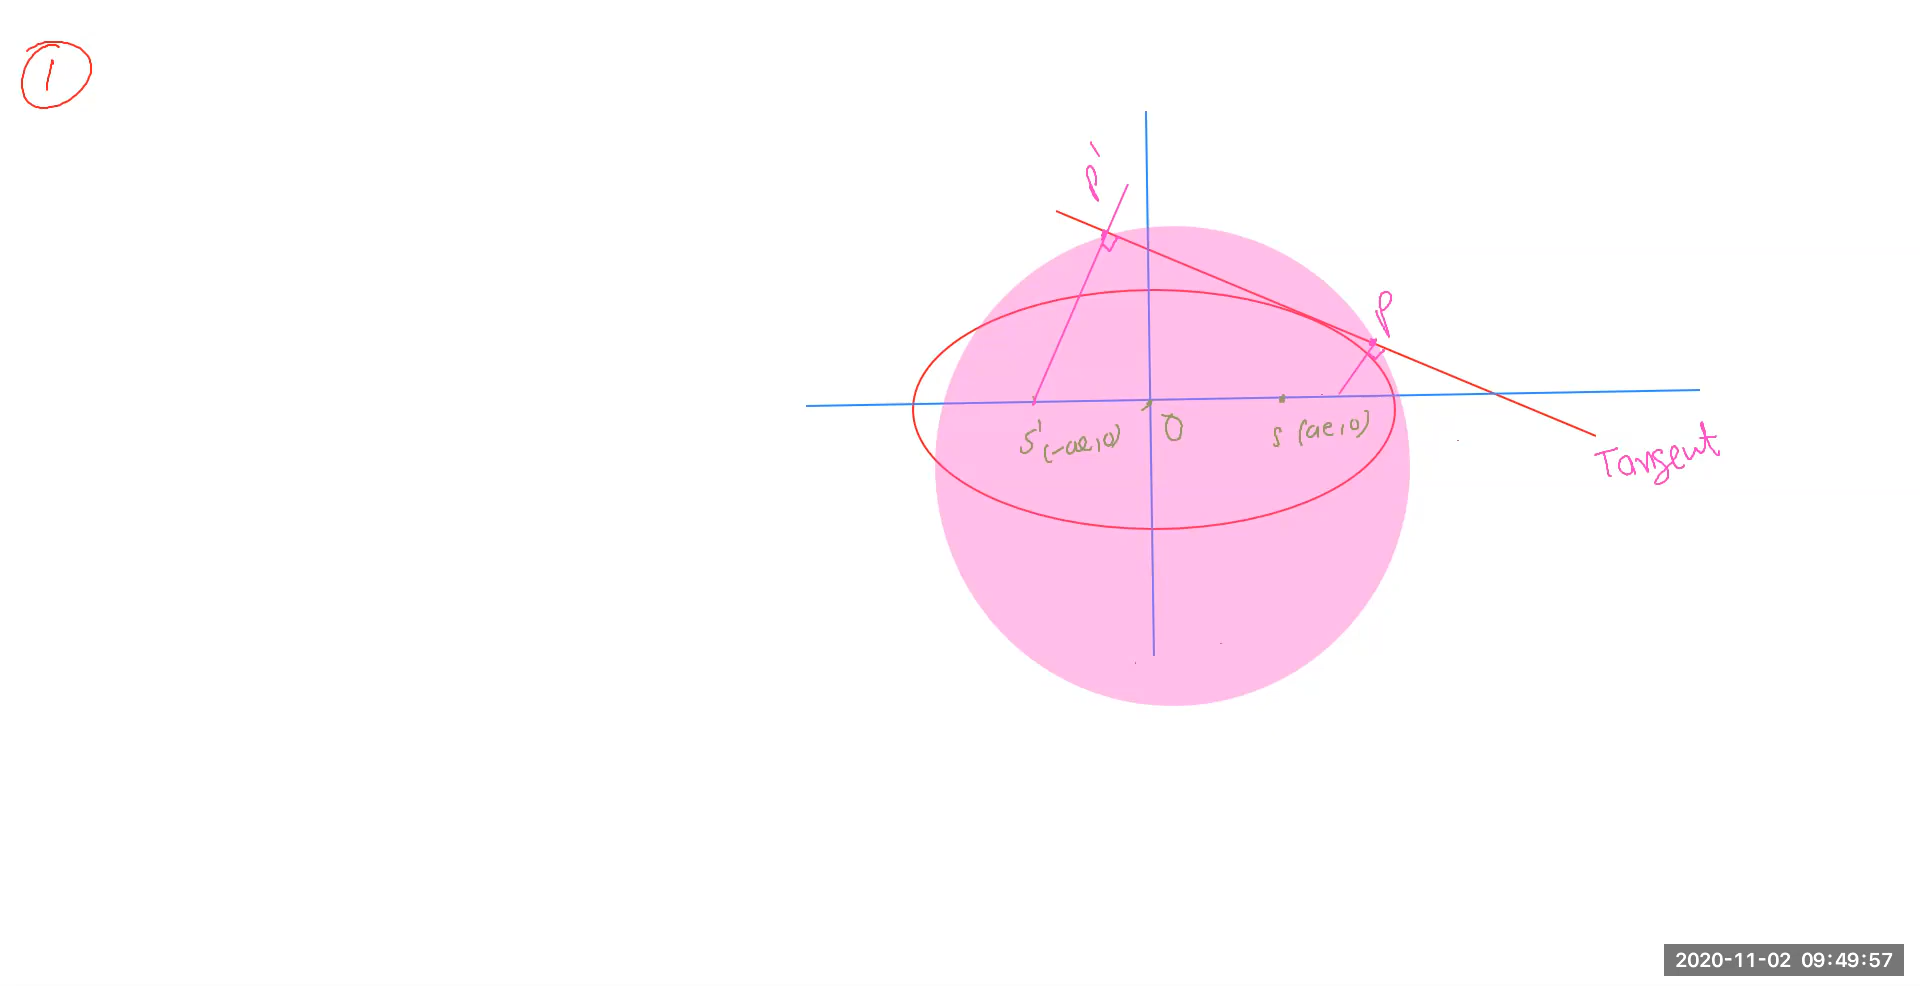 1
P'
P
S' (-ae, 0)
O
S (ae, 0)
Tangent
2020-11-02 09:49:57